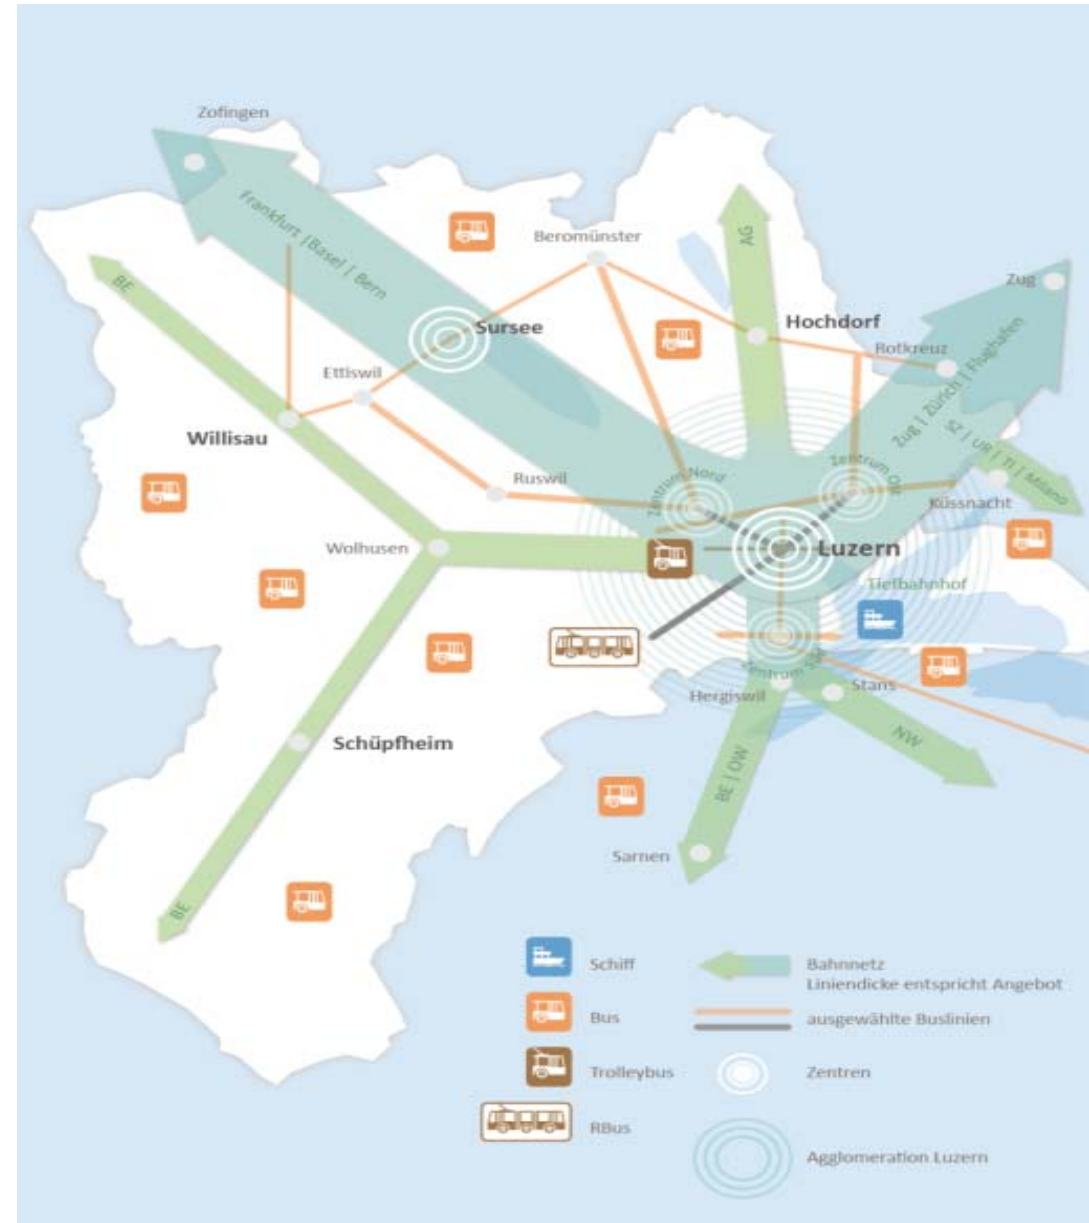 Zofingen
Frankfurt | Basel | Bern
Beromünster
AG
BE
Zug
Sursee
Hochdorf
Rotkreuz
Ettiswil
Zug | Zürich | Flughafen
Willisau
SZ | UR | TI | Milano
Ruswil
Zentrum Nord
Zentrum Ost
Küssnacht
Wolhusen
Luzern
Tiefbahnhof
Zentrum Süd
Hergiswil
Stans
Schüpfheim
NW
BE | OW
Sarnen
BE
Schiff
Bahnnetz
Liniendicke entspricht Angebot
Bus
ausgewählte Buslinien
Trolleybus
Zentren
RBus
Agglomeration Luzern